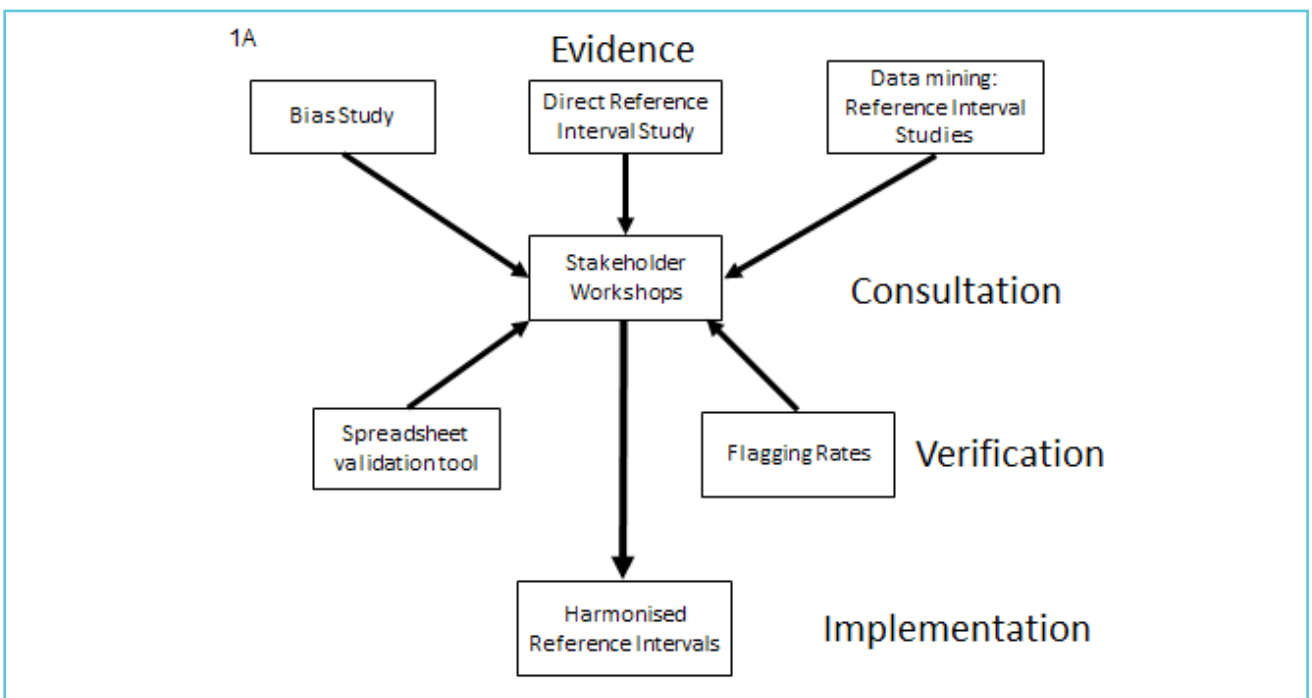 1A
Evidence
Bias Study
Direct Reference
Interval Study
Data mining:
Reference Interval
Studies
Stakeholder
Workshops
Consultation
Spreadsheet
validation tool
Flagging Rates
Verification
Harmonised
Reference Intervals
Implementation